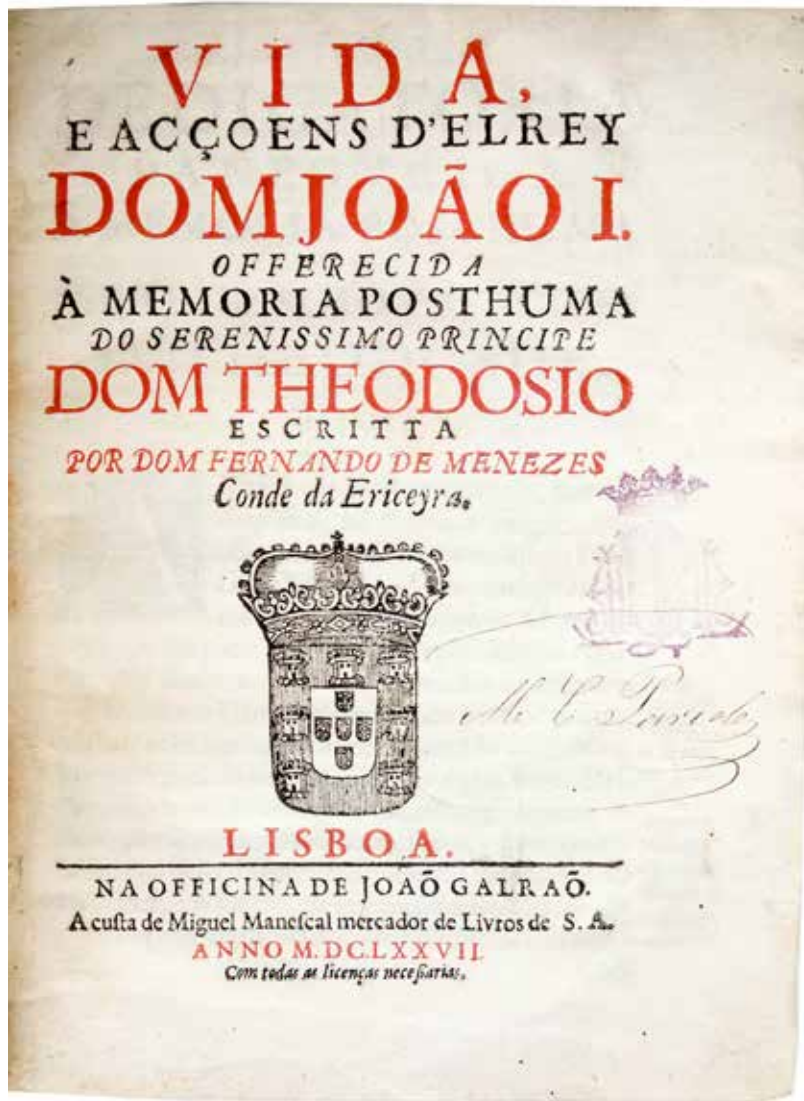 VIDA,
E ACÇOENS D'ELREY
DOM JOÃO I.
OFFERECIDA
À MEMORIA POSTHUMA
DO SERENISSIMO PRINCIPE
DOM THEODOSIO
ESCRITTA
POR DOM FERNANDO DE MENEZES
Conde da Ericeyra.
LISBOA.
NA OFFICINA DE JOAÕ GALRAÕ.
A cuſta de Miguel Maneſcal mercador de Livros de S. A.
ANNO M.DC.LXXVII.
Com todas as licenças neceſſarias.